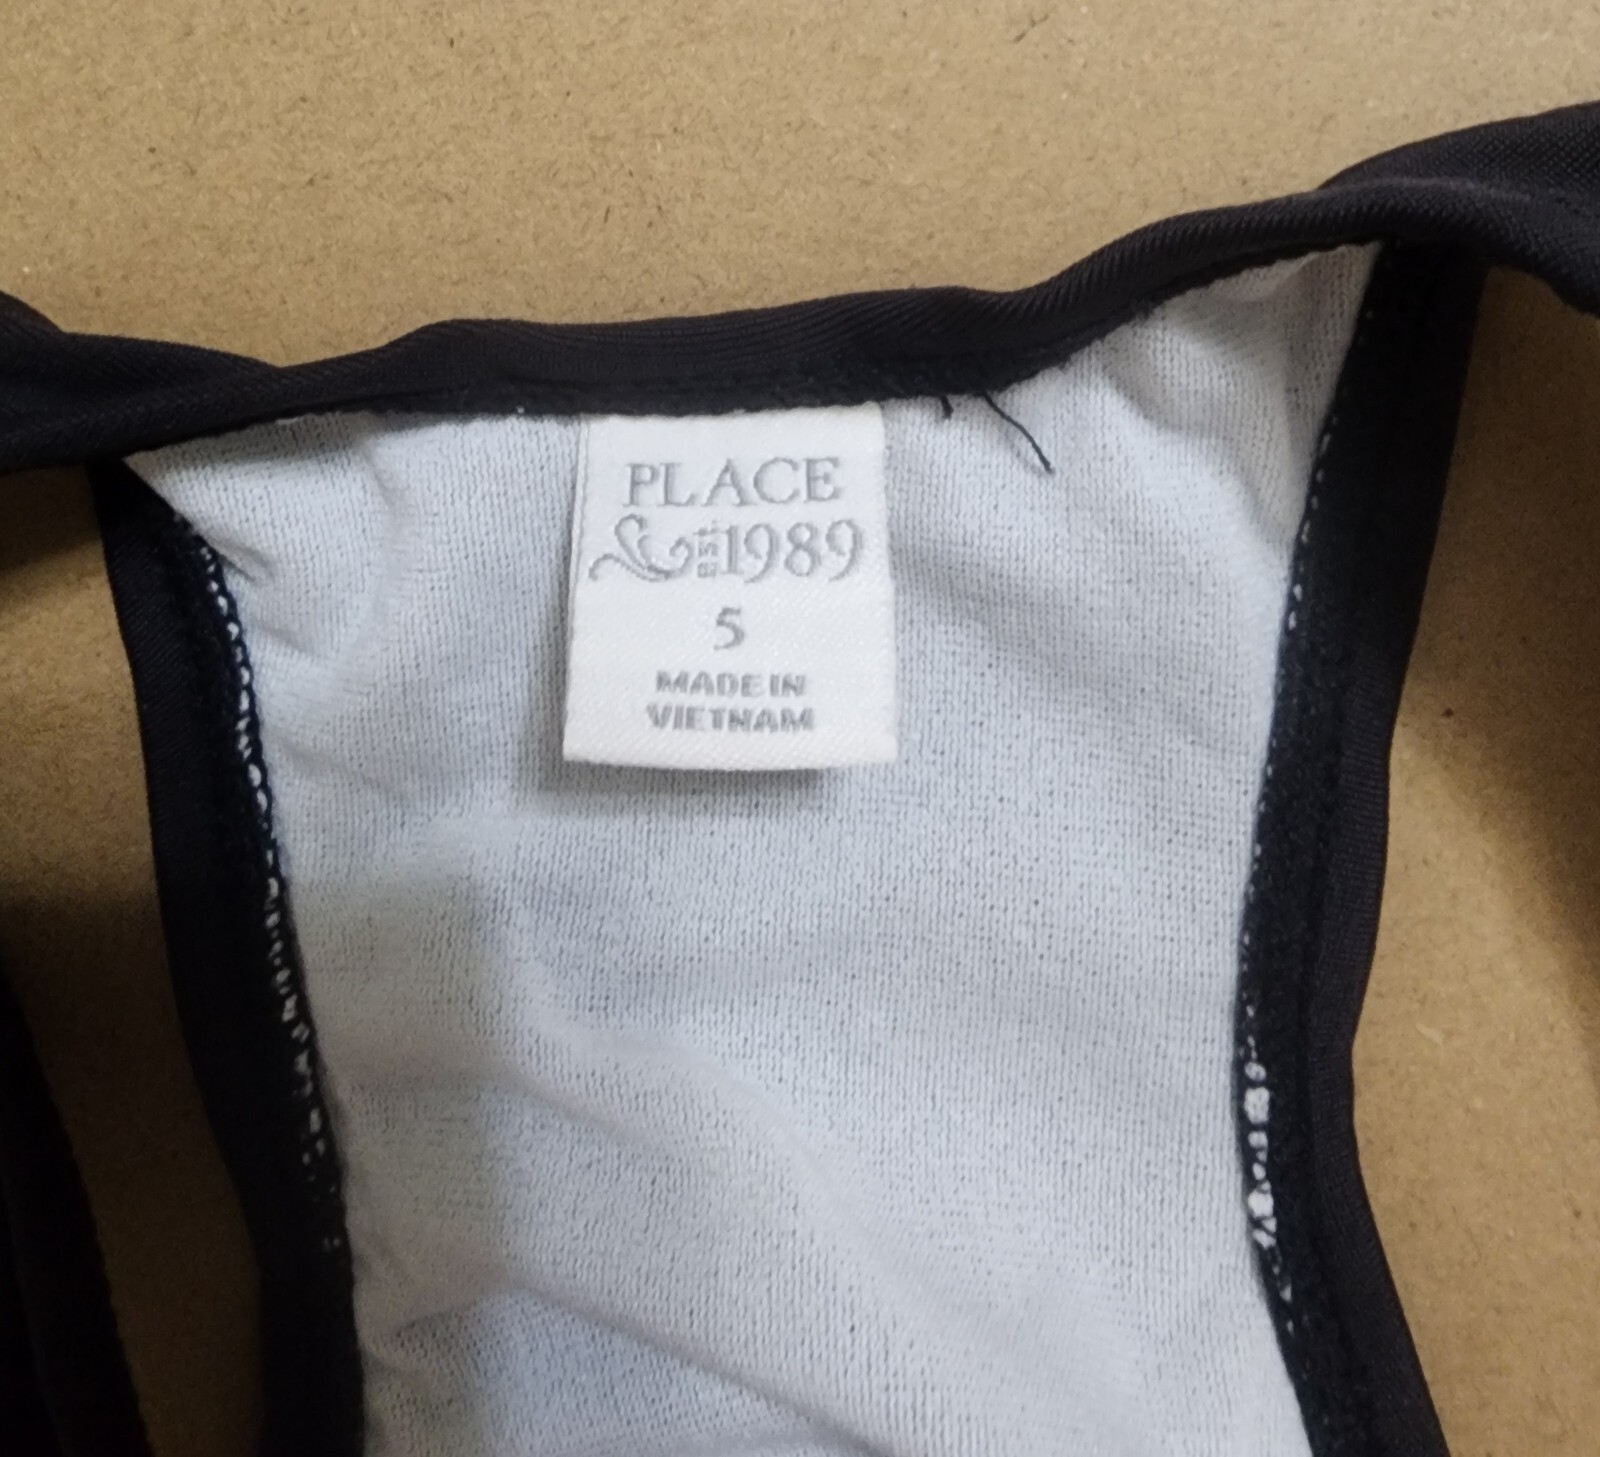 PLACE
EST 1989
5
MADE IN
VIETNAM